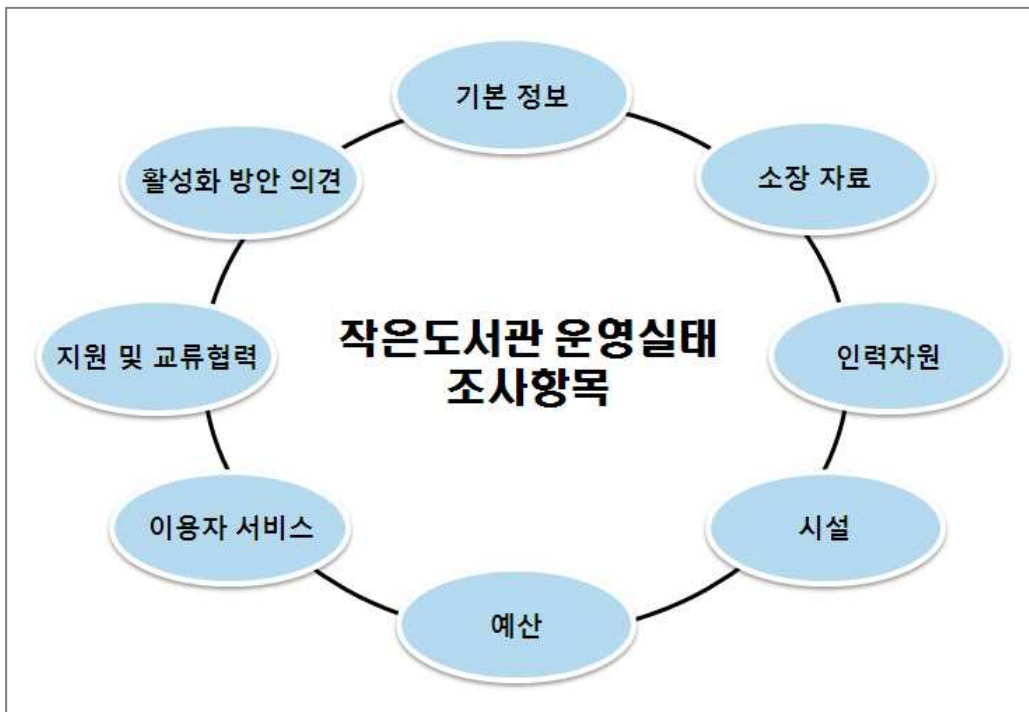 기본 정보
소장 자료
인력자원
시설
예산
이용자 서비스
지원 및 교류협력
활성화 방안 의견
작은도서관 운영실태
조사항목